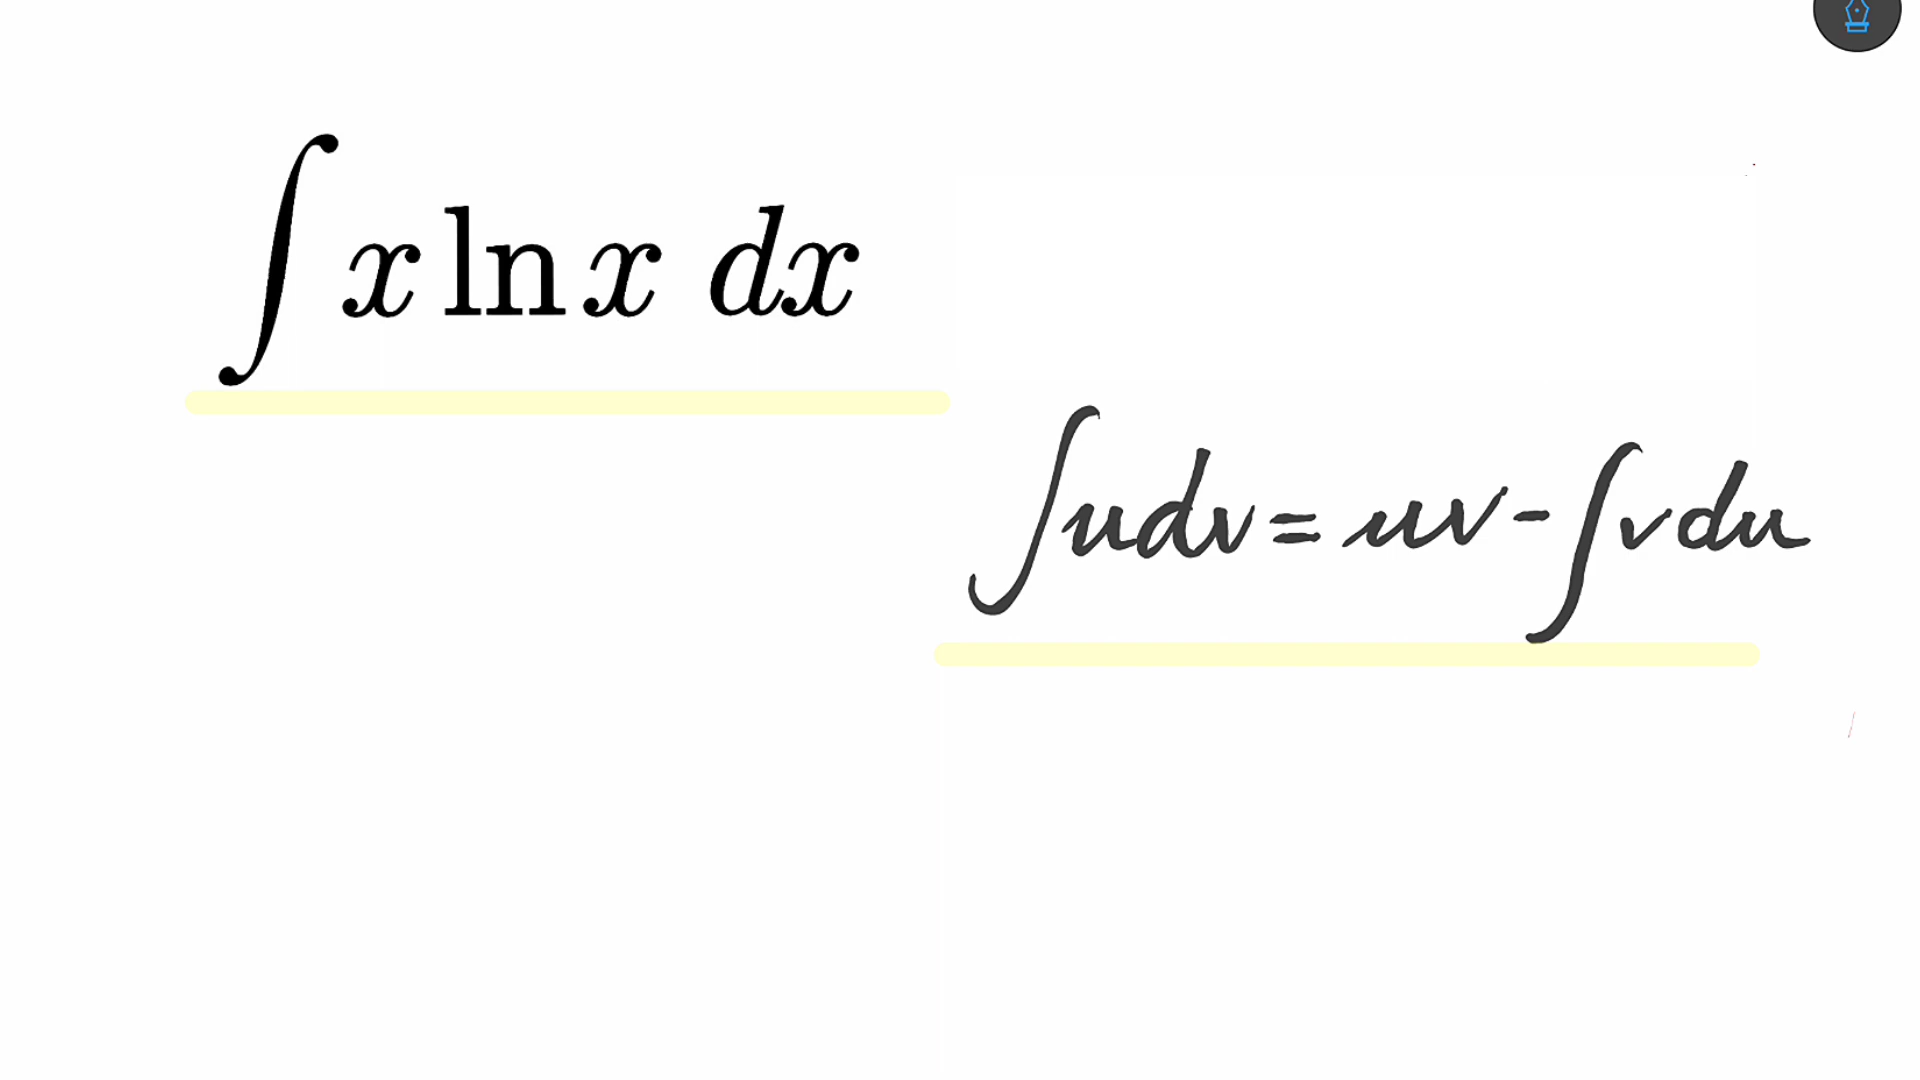 ∫ x ln x dx
∫udv = uv - ∫vdu